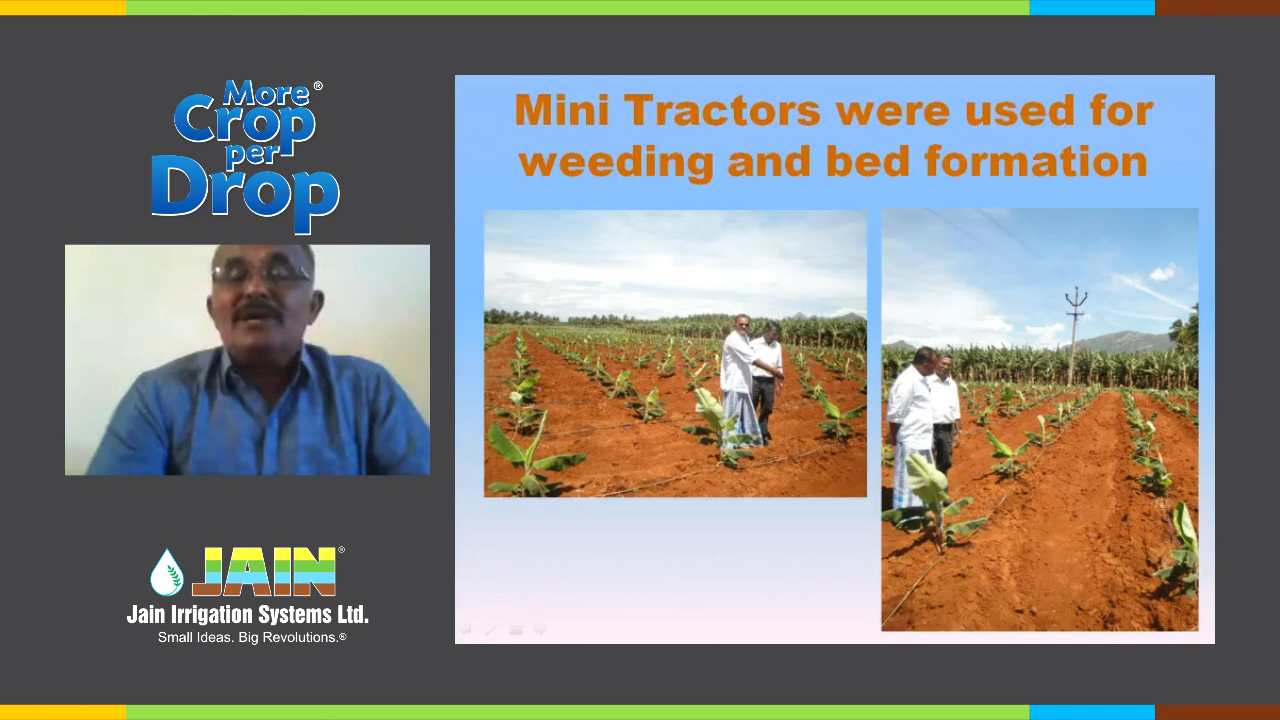 More®
Crop
per
Drop
Mini Tractors were used for
weeding and bed formation
JAIN®
Jain Irrigation Systems Ltd.
Small Ideas. Big Revolutions.®